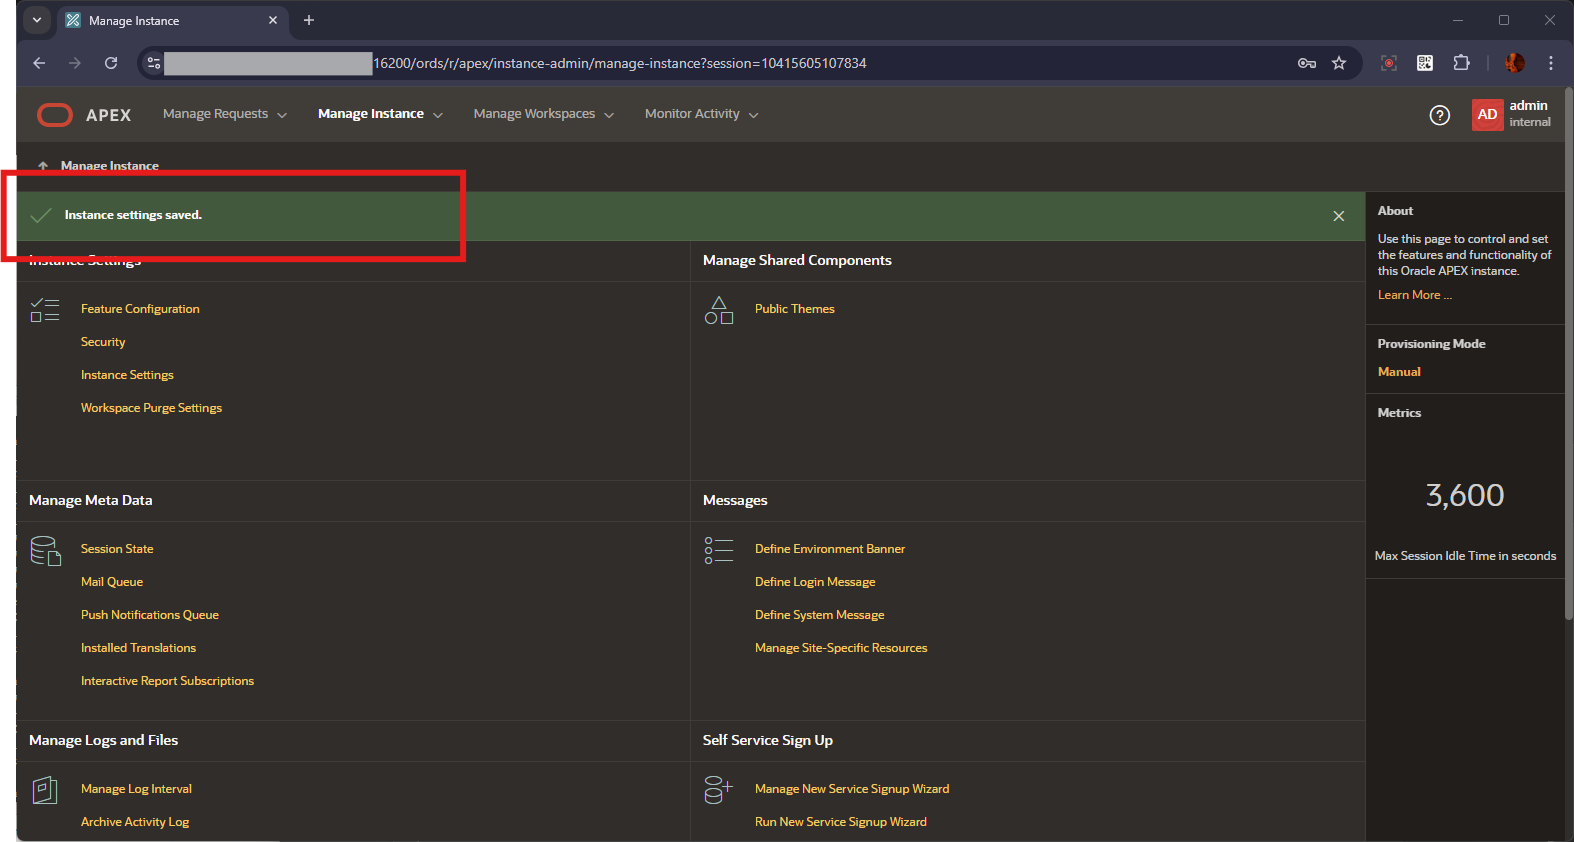 Manage Instance
16200/ords/r/apex/instance-admin/manage-instance?session=10415605107834
APEX
Manage Requests
Manage Instance
Manage Workspaces
Monitor Activity
?
AD
admin
internal
Manage Instance
Instance settings saved.
Instance Settings
Feature Configuration
Security
Instance Settings
Workspace Purge Settings
Manage Shared Components
Public Themes
Manage Meta Data
Session State
Mail Queue
Push Notifications Queue
Installed Translations
Interactive Report Subscriptions
Messages
Define Environment Banner
Define Login Message
Define System Message
Manage Site-Specific Resources
Manage Logs and Files
Manage Log Interval
Archive Activity Log
Self Service Sign Up
Manage New Service Signup Wizard
Run New Service Signup Wizard
About
Use this page to control and set
the features and functionality of
this Oracle APEX instance.
Learn More ...
Provisioning Mode
Manual
Metrics
3,600
Max Session Idle Time in seconds